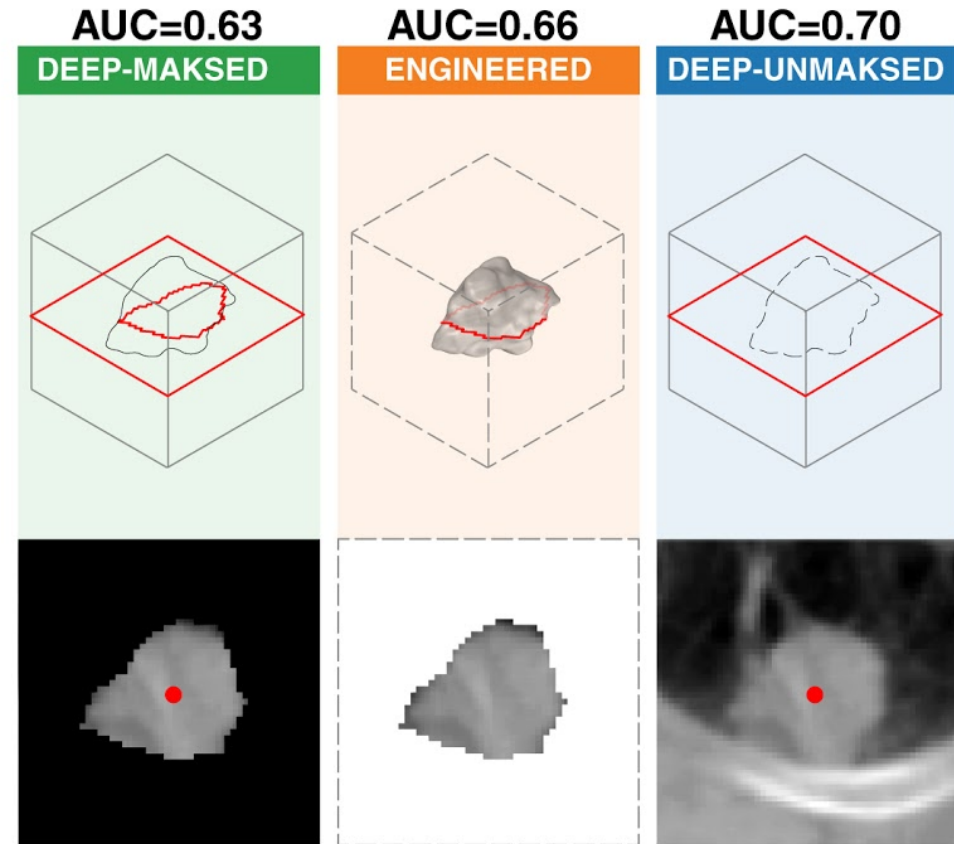 AUC=0.63
AUC=0.66
AUC=0.70
DEEP-MAKSED
ENGINEERED
DEEP-UNMAKSED